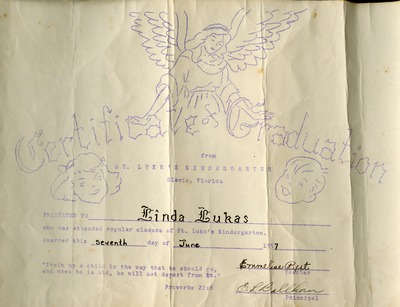 Certificate of Graduation
from
ST. LUKE'S KINDERGARTEN
Slavia, Florida
PRESENTED TO Linda Lukas
who has attended regular classes of St. Luke's Kindergarten.
Awarded this Seventh day of June 1957
"Train up a child in the way that he should go,
and when he is old, he will not depart from it."
Proverbs 22:6
Teacher
Principal